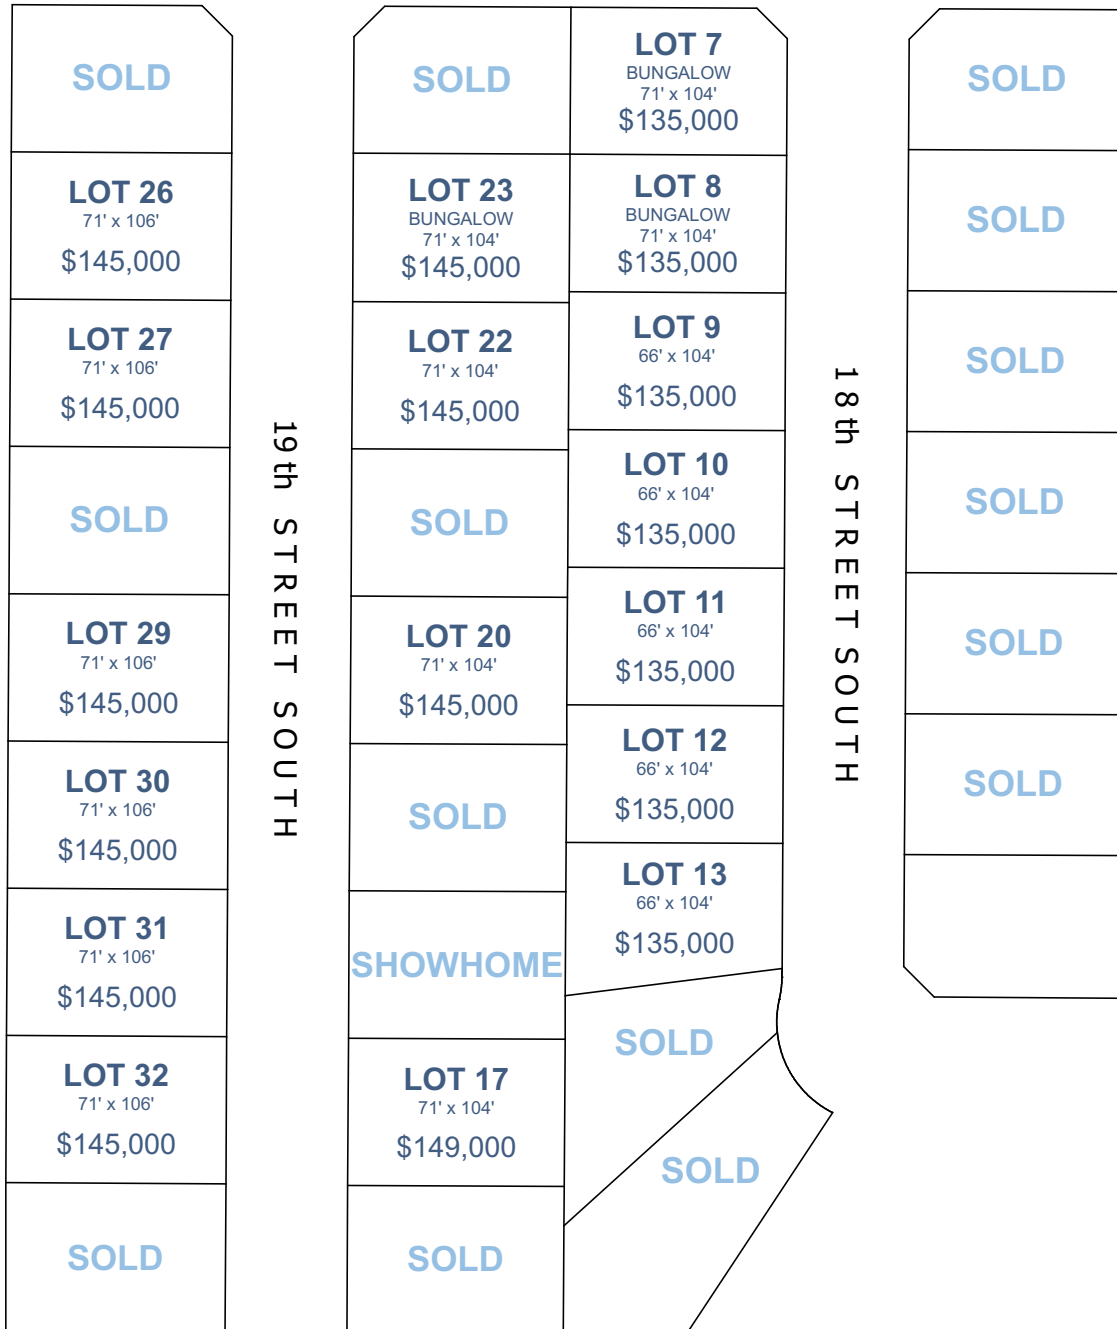 SOLD
LOT 26
71' x 106'
$145,000
LOT 27
71' x 106'
$145,000
SOLD
LOT 29
71' x 106'
$145,000
LOT 30
71' x 106'
$145,000
LOT 31
71' x 106'
$145,000
LOT 32
71' x 106'
$145,000
SOLD
19th STREET SOUTH
SOLD
LOT 23
BUNGALOW
71' x 104'
$145,000
LOT 22
71' x 104'
$145,000
SOLD
LOT 20
71' x 104'
$145,000
SOLD
SHOWHOME
LOT 17
71' x 104'
$149,000
SOLD
LOT 7
BUNGALOW
71' x 104'
$135,000
LOT 8
BUNGALOW
71' x 104'
$135,000
LOT 9
66' x 104'
$135,000
LOT 10
66' x 104'
$135,000
LOT 11
66' x 104'
$135,000
LOT 12
66' x 104'
$135,000
LOT 13
66' x 104'
$135,000
SOLD
SOLD
18th STREET SOUTH
SOLD
SOLD
SOLD
SOLD
SOLD
SOLD